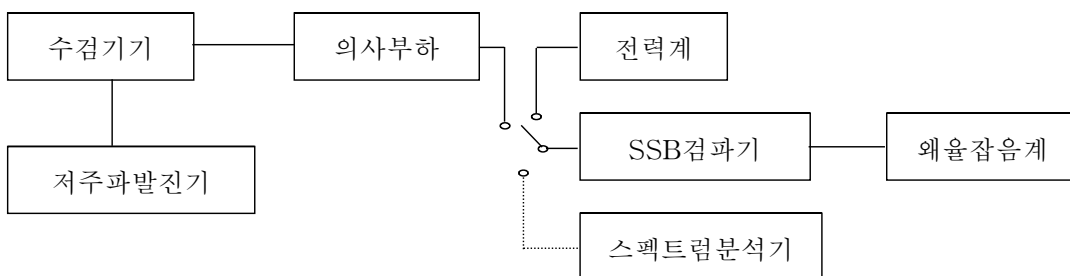 수검기기
의사부하
전력계
SSB검파기
왜율잡음계
저주파발진기
스펙트럼분석기